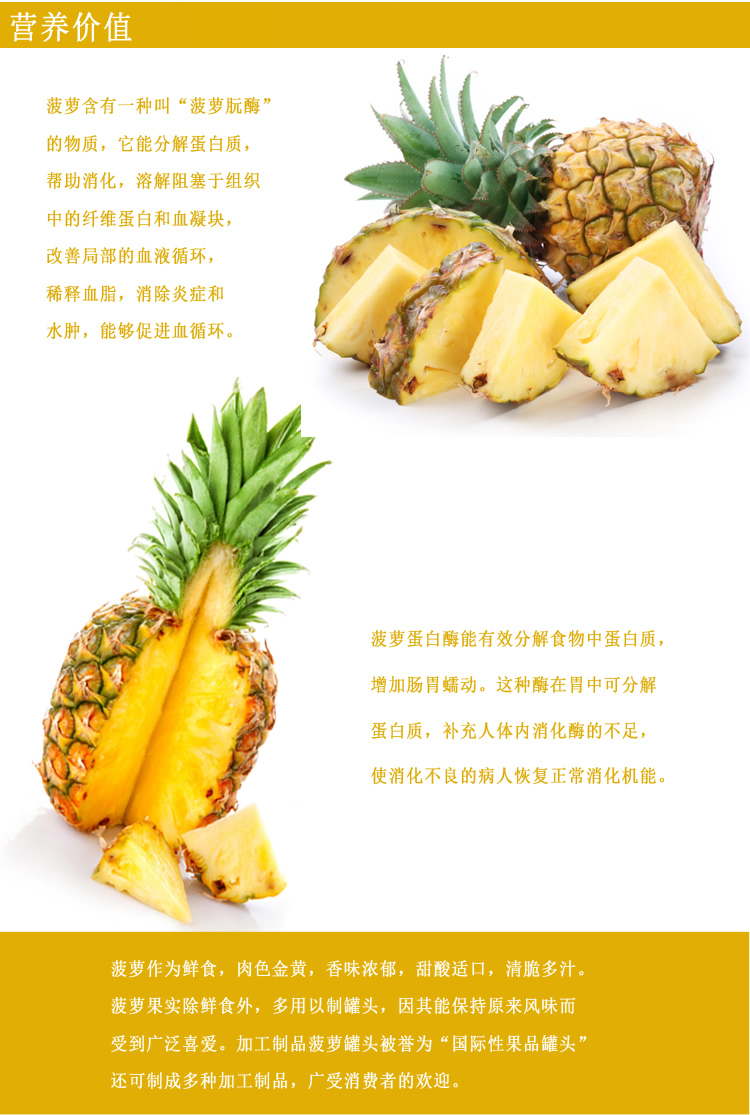 营养价值
菠萝含有一种叫“菠萝朊酶”
的物质，它能分解蛋白质，
帮助消化，溶解阻塞于组织
中的纤维蛋白和血凝块，
改善局部的血液循环，
稀释血脂，消除炎症和
水肿，能够促进血循环。
菠萝蛋白酶能有效分解食物中蛋白质，
增加肠胃蠕动。这种酶在胃中可分解
蛋白质，补充人体内消化酶的不足，
使消化不良的病人恢复正常消化机能。
菠萝作为鲜食，肉色金黄，香味浓郁，甜酸适口，清脆多汁。
菠萝果实除鲜食外，多用以制罐头，因其能保持原来风味而
受到广泛喜爱。加工制品菠萝罐头被誉为“国际性果品罐头”
还可制成多种加工制品，广受消费者的欢迎。